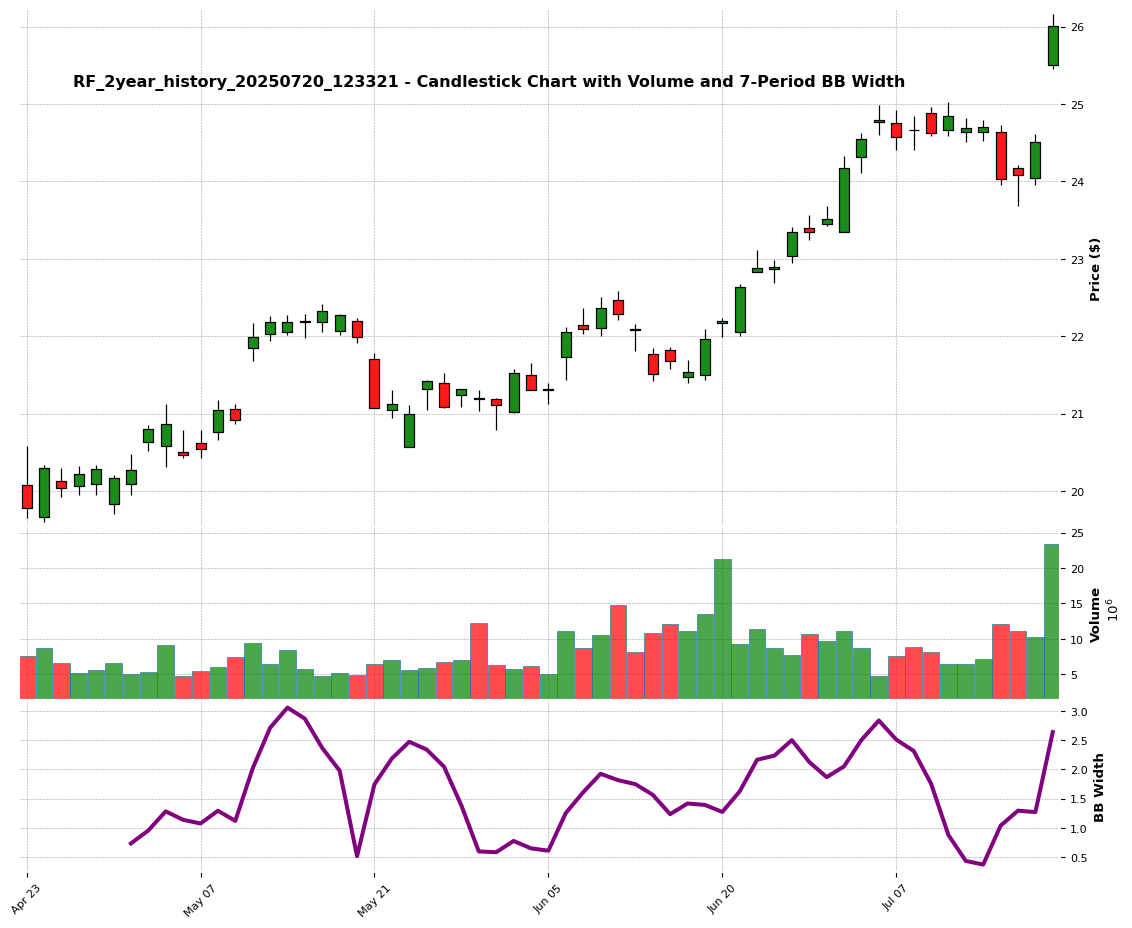 RF_2year_history_20250720_123321 - Candlestick Chart with Volume and 7-Period BB Width
26
25
24
23
22
21
20
Price ($)
25
20
15
10
5
Volume
10^6
3.0
2.5
2.0
1.5
1.0
0.5
BB Width
Apr 23
May 07
May 21
Jun 05
Jun 20
Jul 07